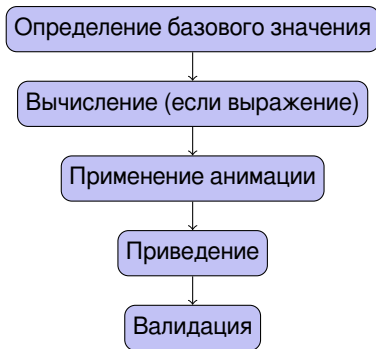 Определение базового значения
Вычисление (если выражение)
Применение анимации
Приведение
Валидация